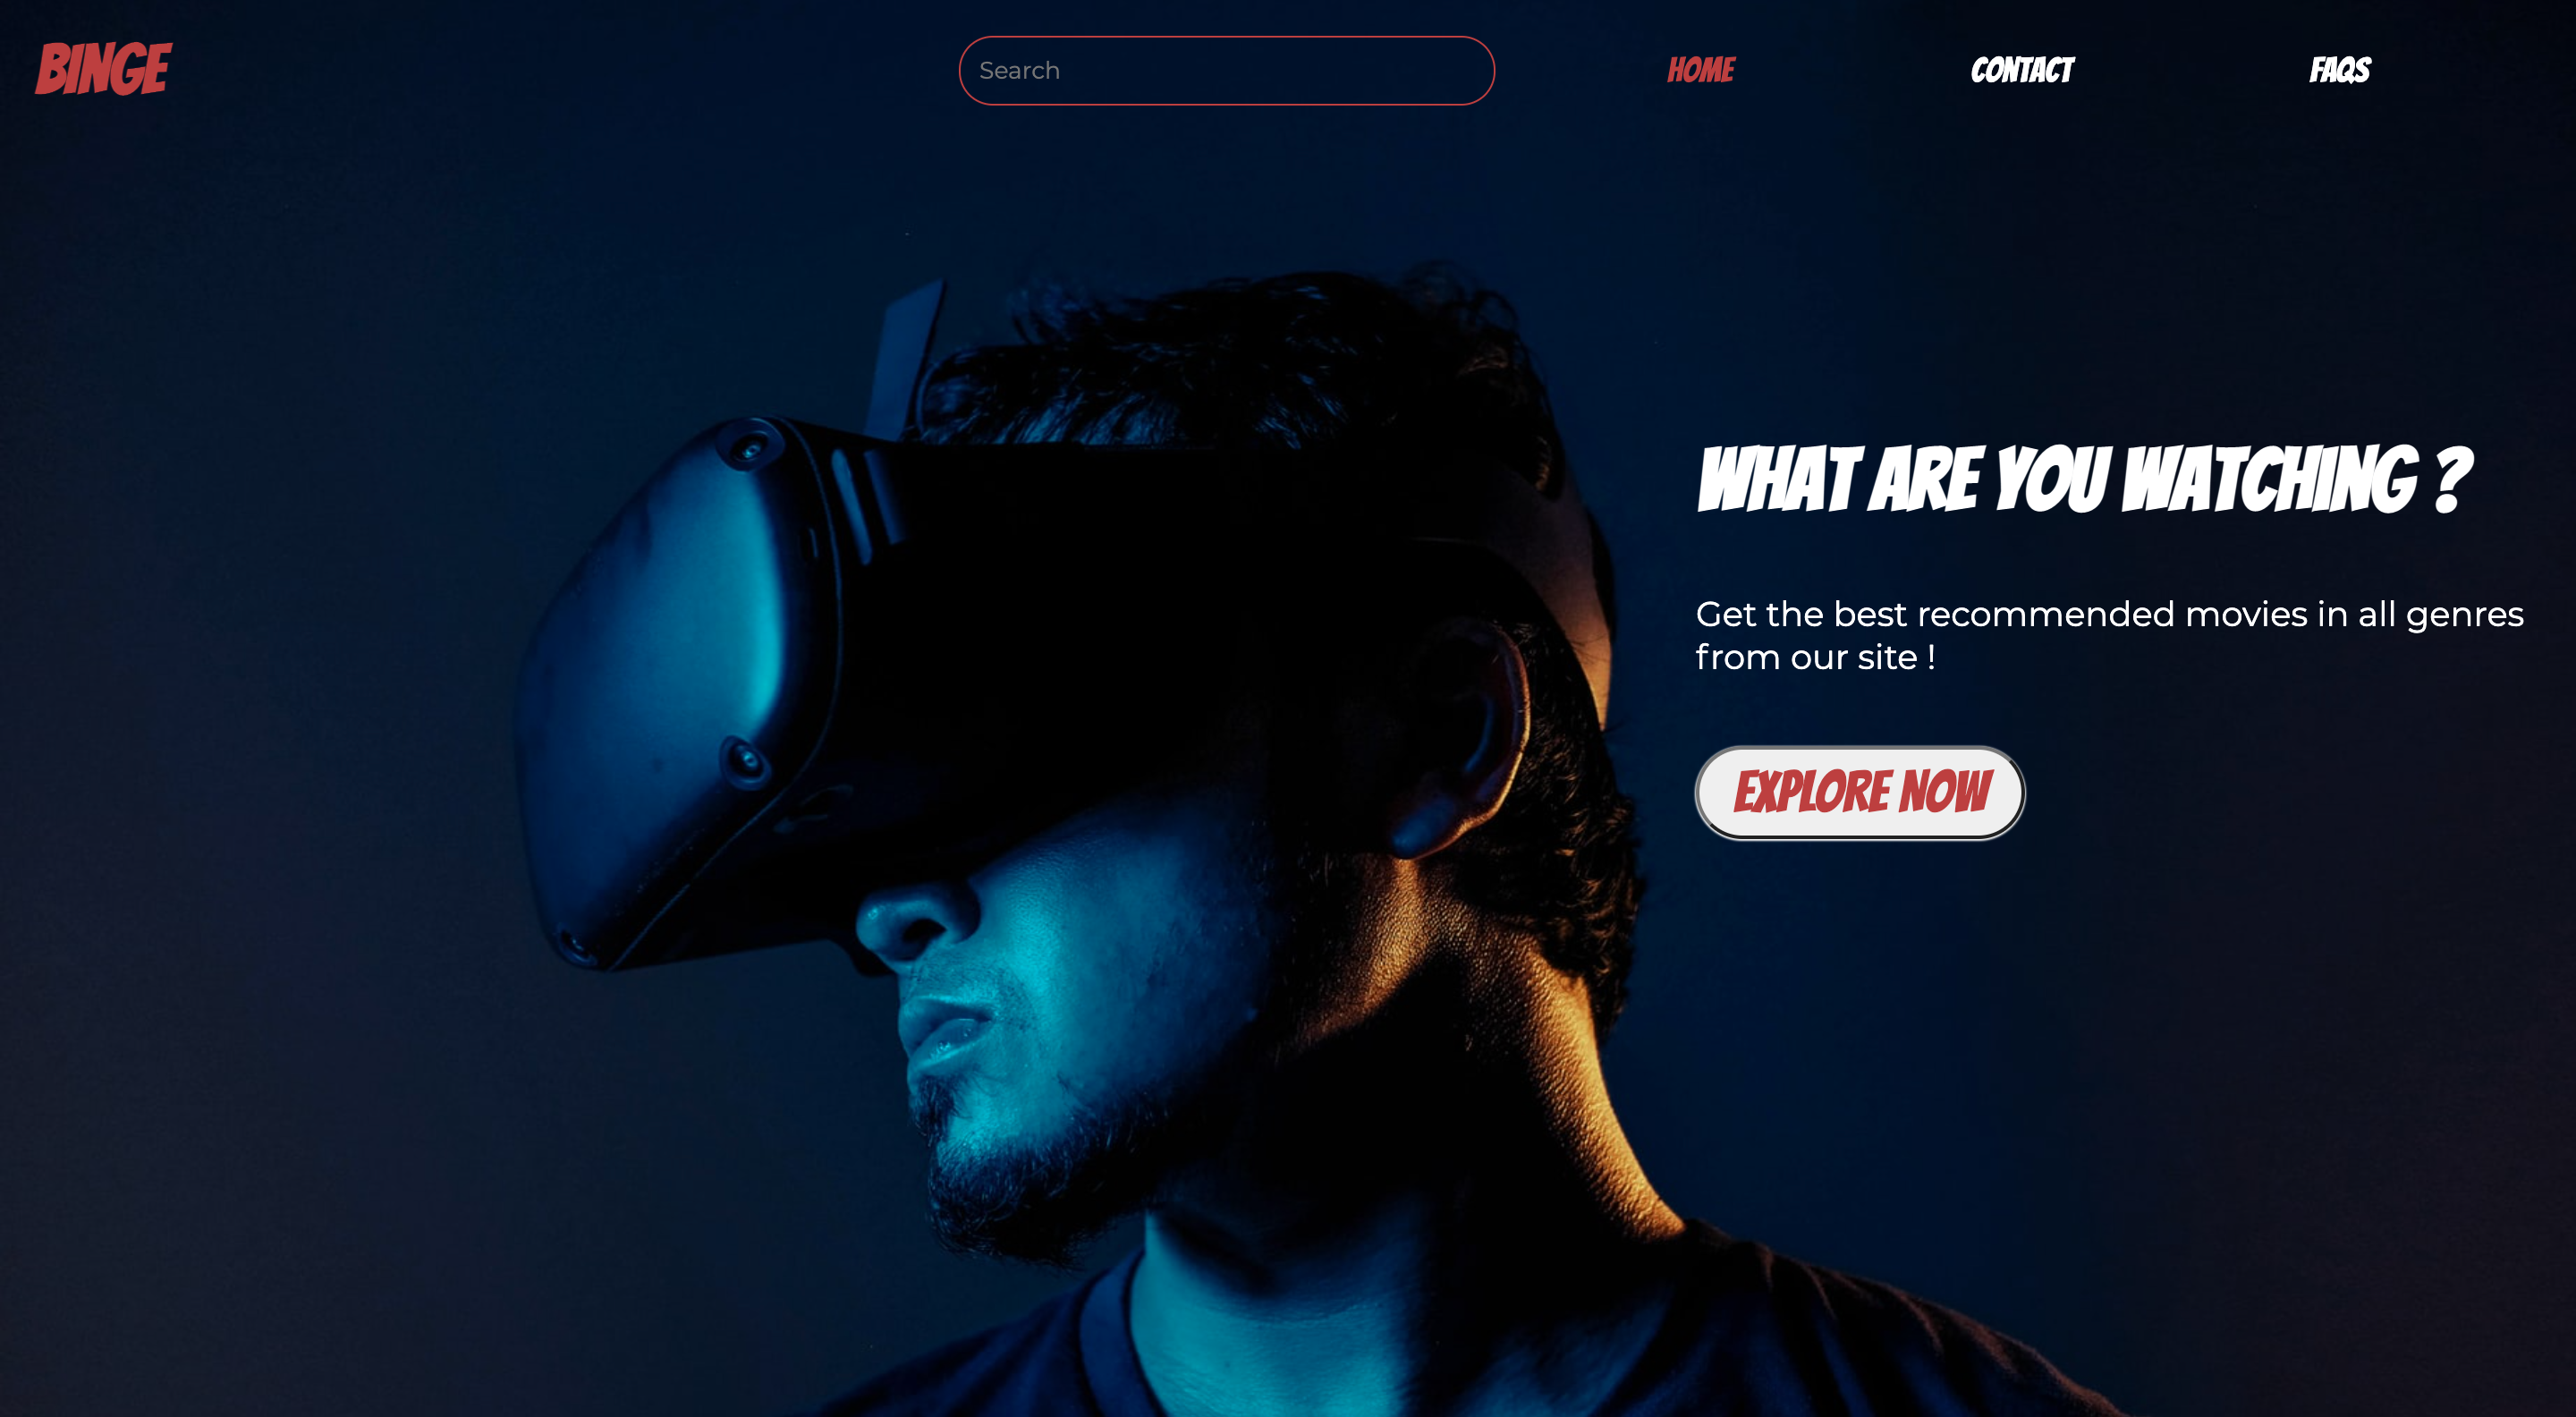 BINGE
Search
HOME
CONTACT
FAQS
WHAT ARE YOU WATCHING ?
Get the best recommended movies in all genres
from our site !
EXPLORE NOW